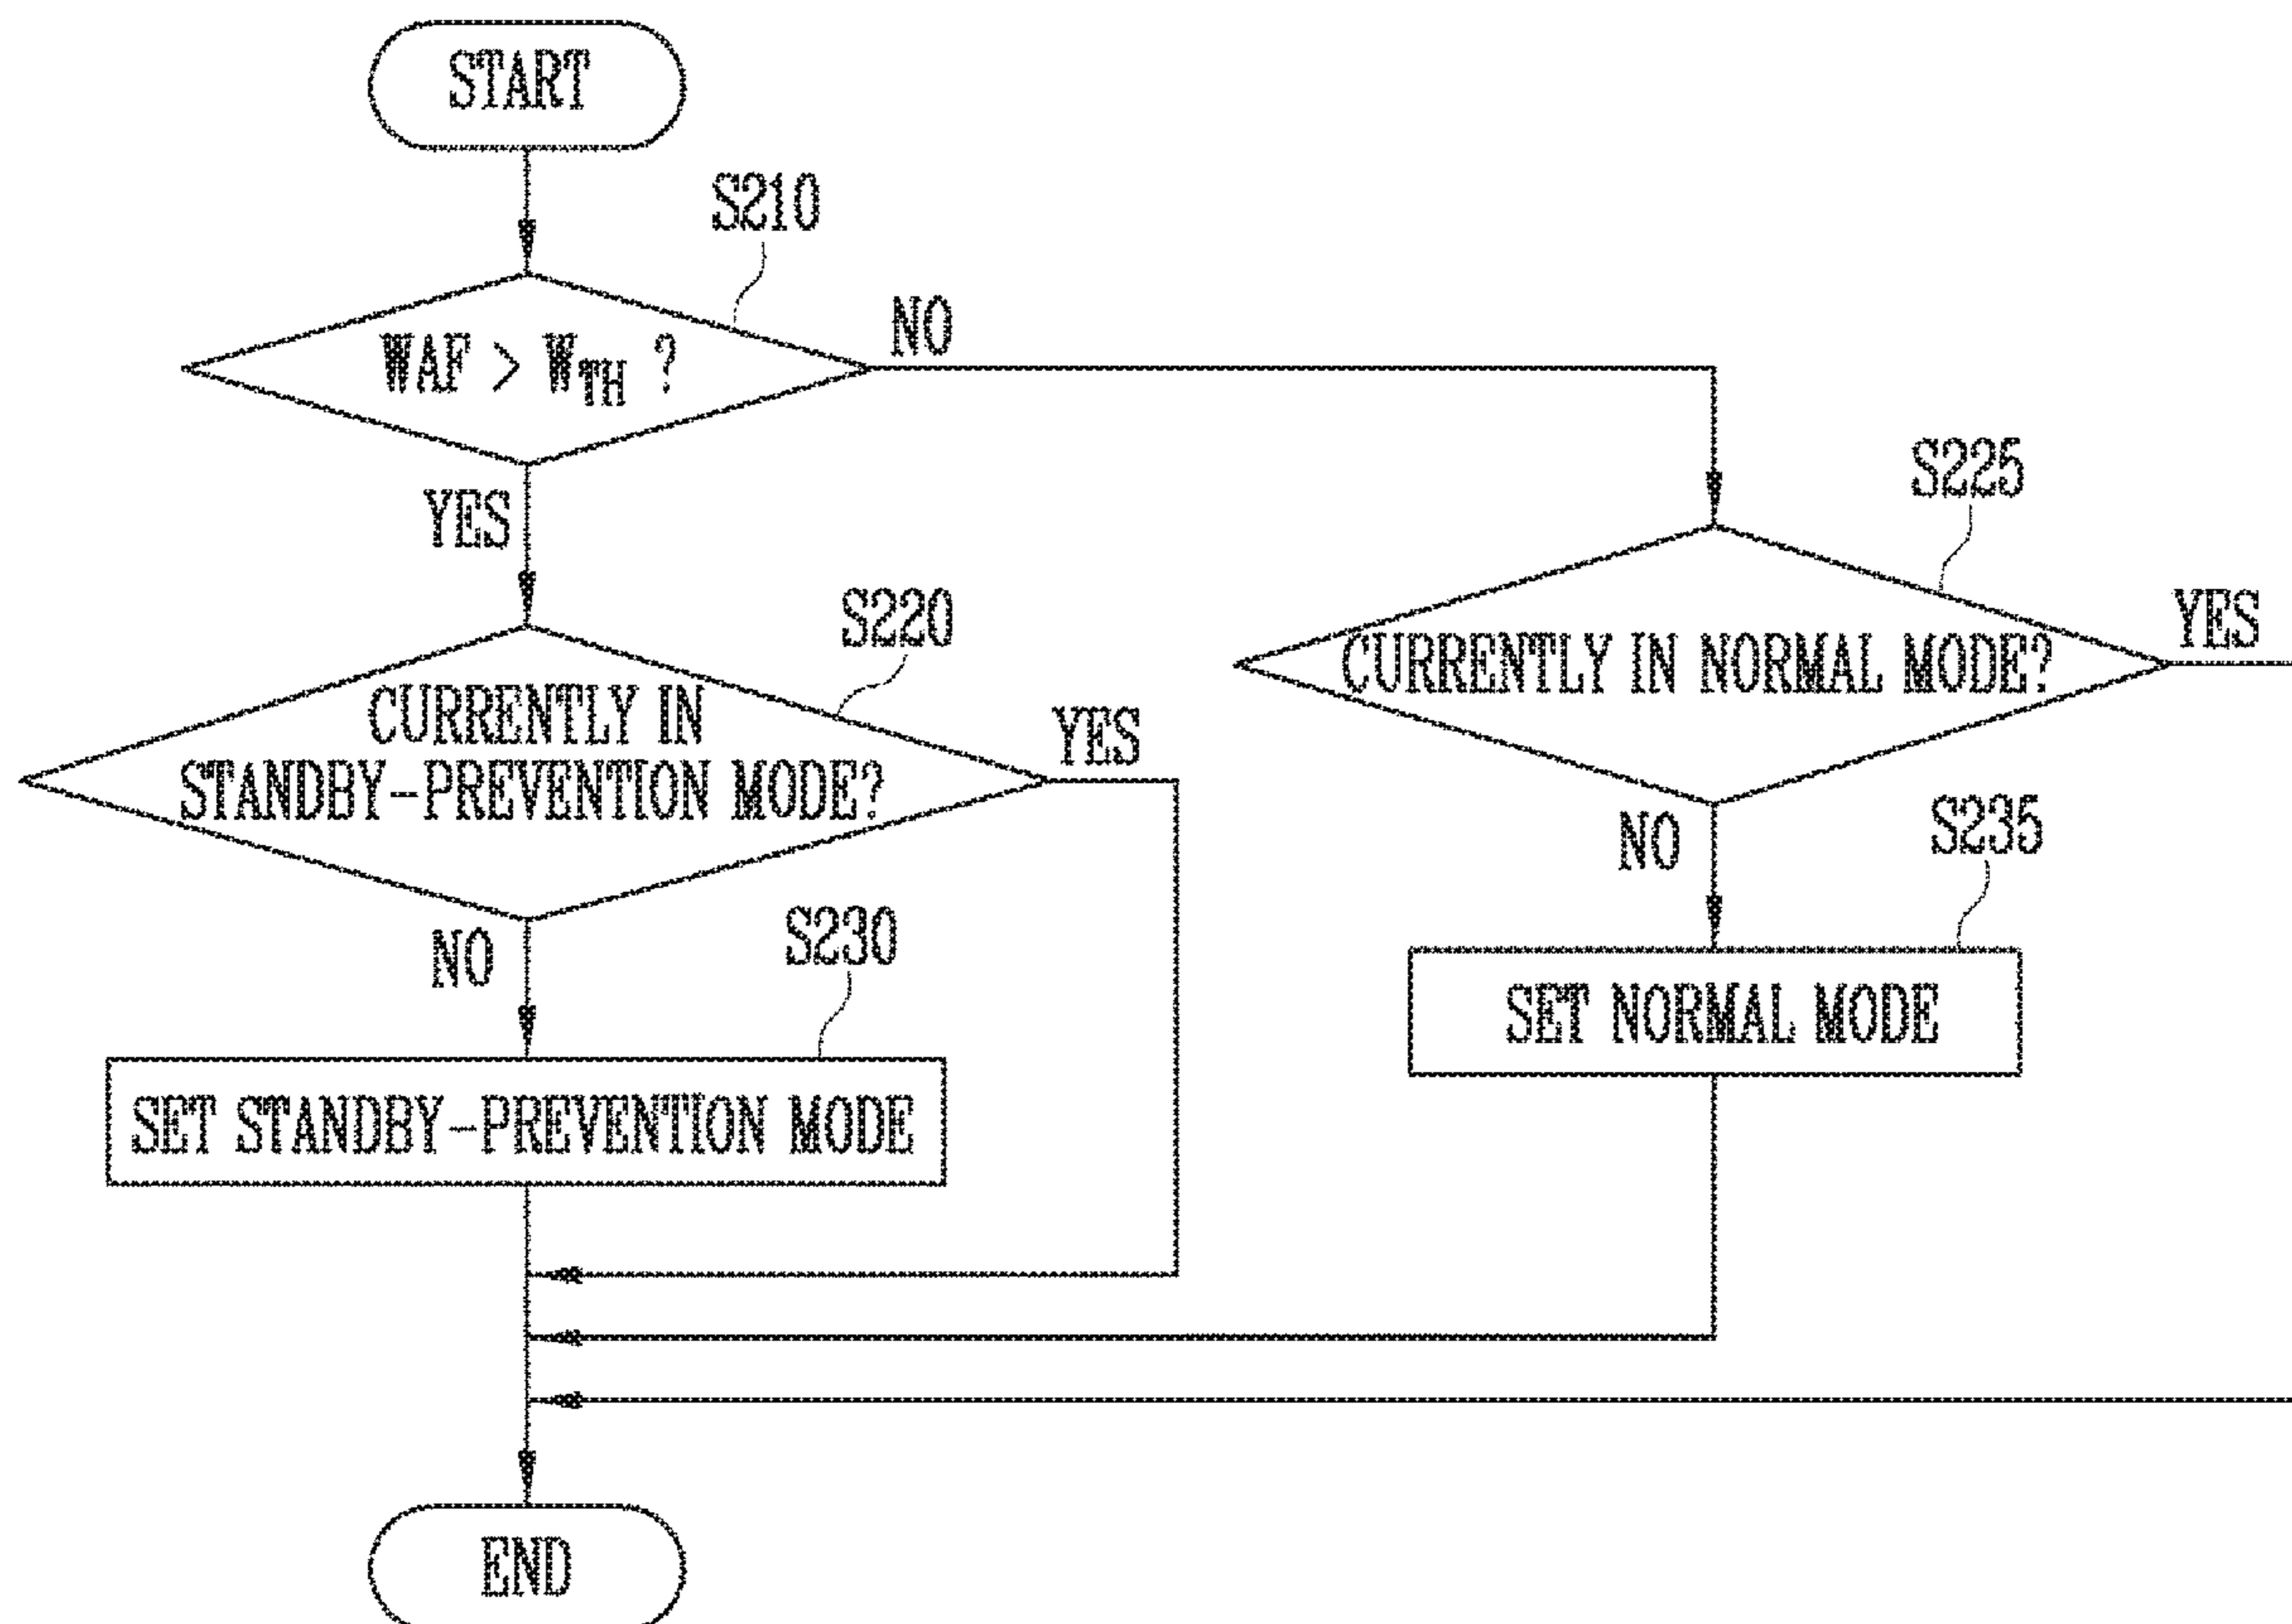 START
S210
WAF > W_TH ?
NO
YES
S220
CURRENTLY IN
STANDBY-PREVENTION MODE?
YES
NO
S230
SET STANDBY-PREVENTION MODE
S225
CURRENTLY IN NORMAL MODE?
YES
NO
S235
SET NORMAL MODE
END